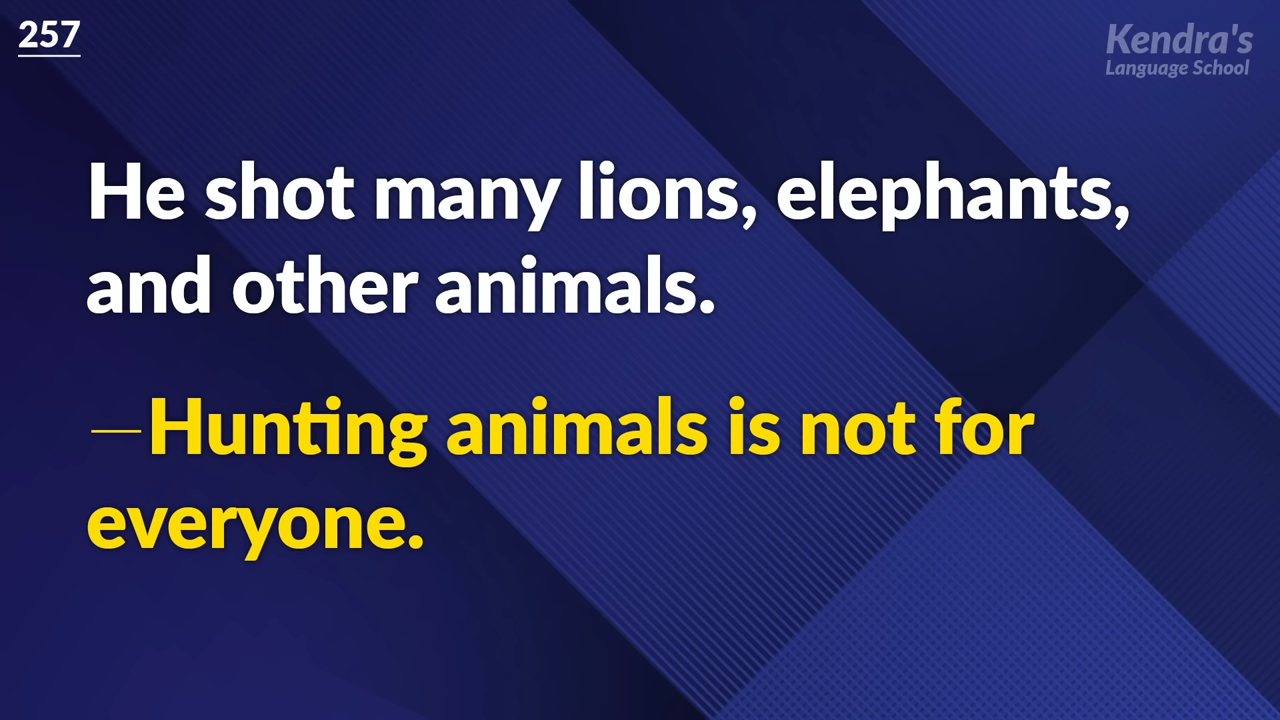 257
Kendra's
Language School
He shot many lions, elephants,
and other animals.
—Hunting animals is not for
everyone.